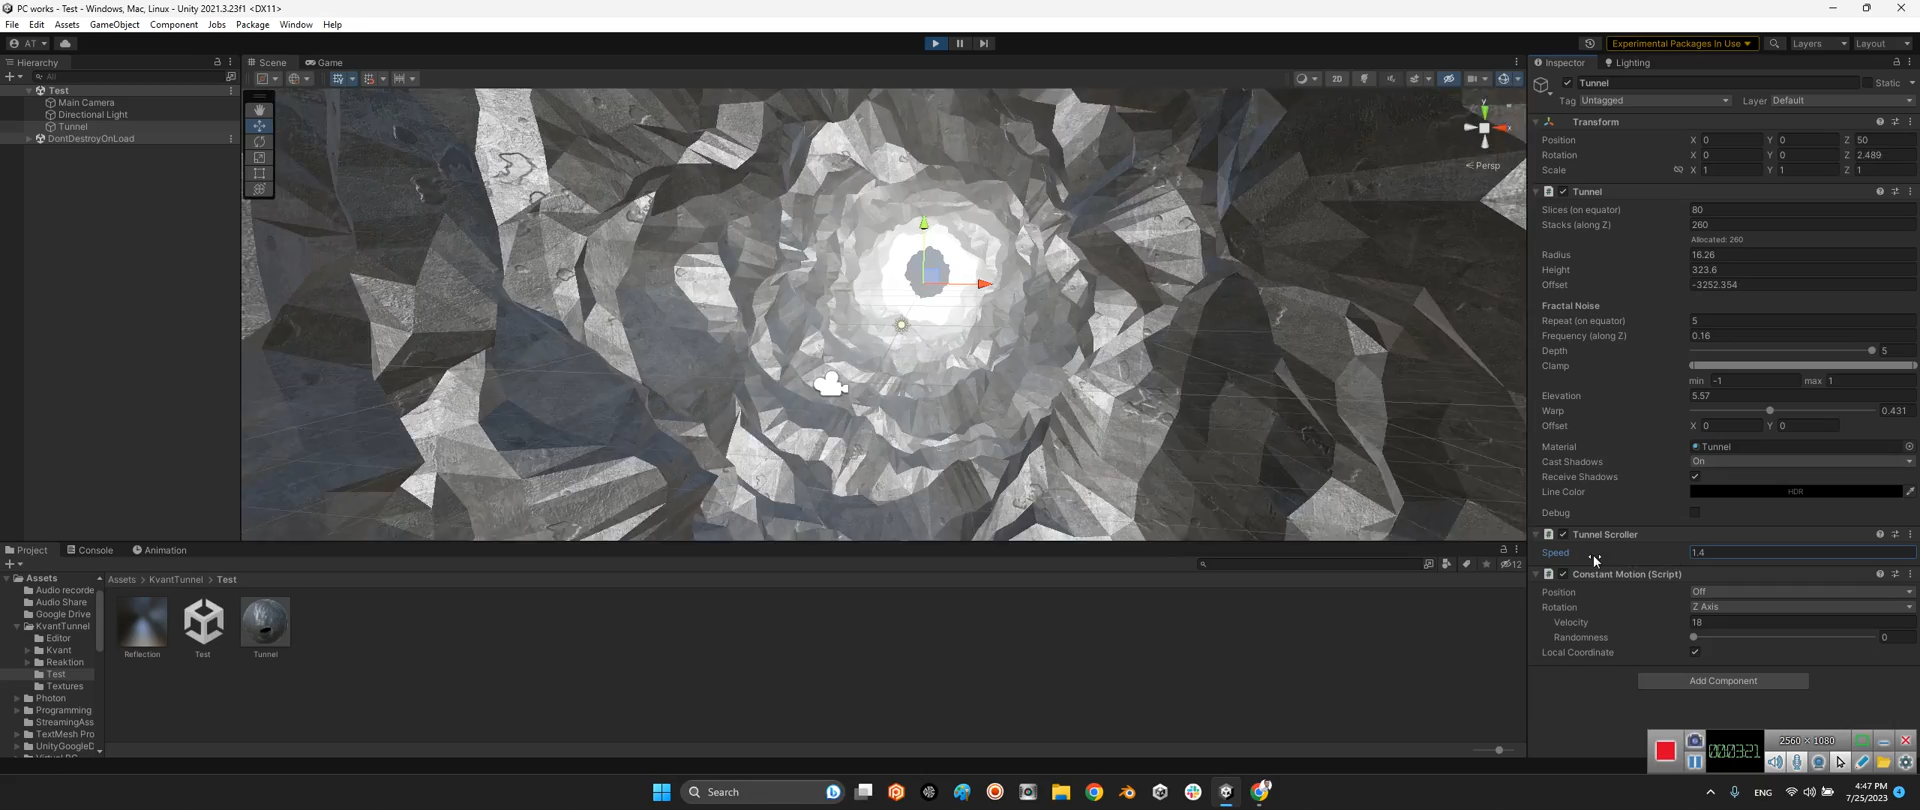 PC works - Test - Windows, Mac, Linux - Unity 2021.3.23f1 <DX11>
File Edit Assets GameObject Component Jobs Package Window Help
AT Experimental Packages In Use Layers Layout
Hierarchy
All
Test
Main Camera
Directional Light
Tunnel
DontDestroyOnLoad
Scene Game
2D
y
Persp
Inspector Lighting
Tunnel Static
Tag Untagged Layer Default
Transform
Position X 0 Y 0 Z 50
Rotation X 0 Y 0 Z 2.489
Scale X 1 Y 1 Z 1
Tunnel
Slices (on equator) 80
Stacks (along Z) 260
Allocated: 260
Radius 16.26
Height 323.6
Offset -3252.354
Fractal Noise
Repeat (on equator) 5
Frequency (along Z) 0.16
Depth 5
Clamp
min -1 max 1
Elevation 5.57
Warp 0.431
Offset X 0 Y 0
Material Tunnel
Cast Shadows On
Receive Shadows
Line Color HDR
Debug
Tunnel Scroller
Speed 1.4
Constant Motion (Script)
Position Off
Rotation Z Axis
Velocity 18
Randomness 0
Local Coordinate
Add Component
Project Console Animation
12
Assets
Audio recorde
Audio Share
Google Drive
KvantTunnel
Editor
Kvant
Reaktion
Test
Textures
Photon
Programming
StreamingAss
TextMesh Pro
UnityGoogleD
Assets > KvantTunnel > Test
Reflection Test Tunnel
000321 2560 × 1080
Search
ENG 4:47 PM
7/25/2023 4